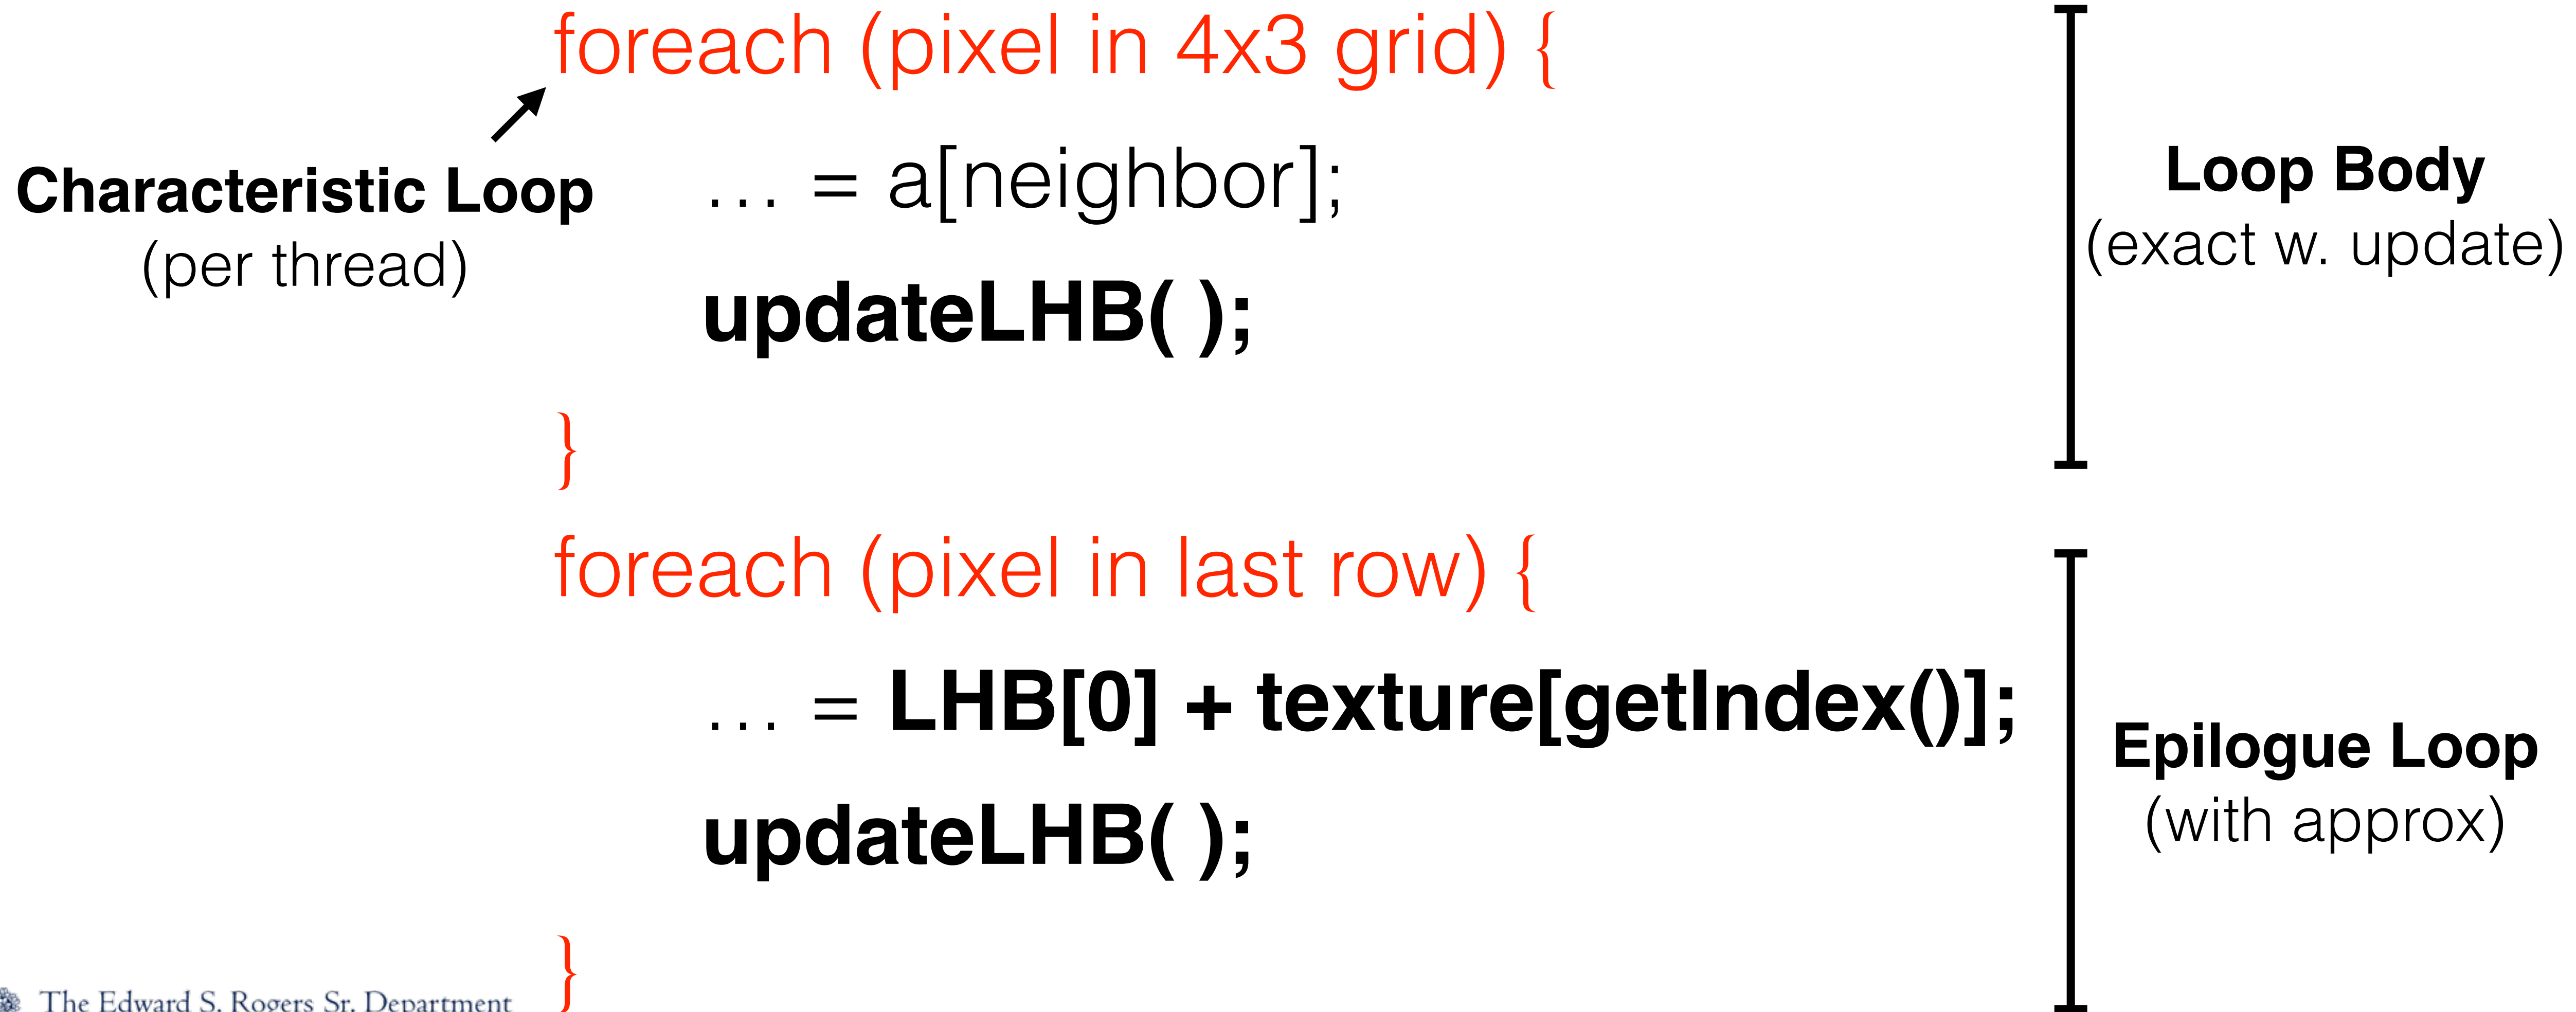 foreach (pixel in 4x3 grid) {
Characteristic Loop
(per thread)
… = a[neighbor];
updateLHB( );
}
Loop Body
(exact w. update)
foreach (pixel in last row) {
… = LHB[0] + texture[getIndex()];
updateLHB( );
}
Epilogue Loop
(with approx)
The Edward S. Rogers Sr. Department